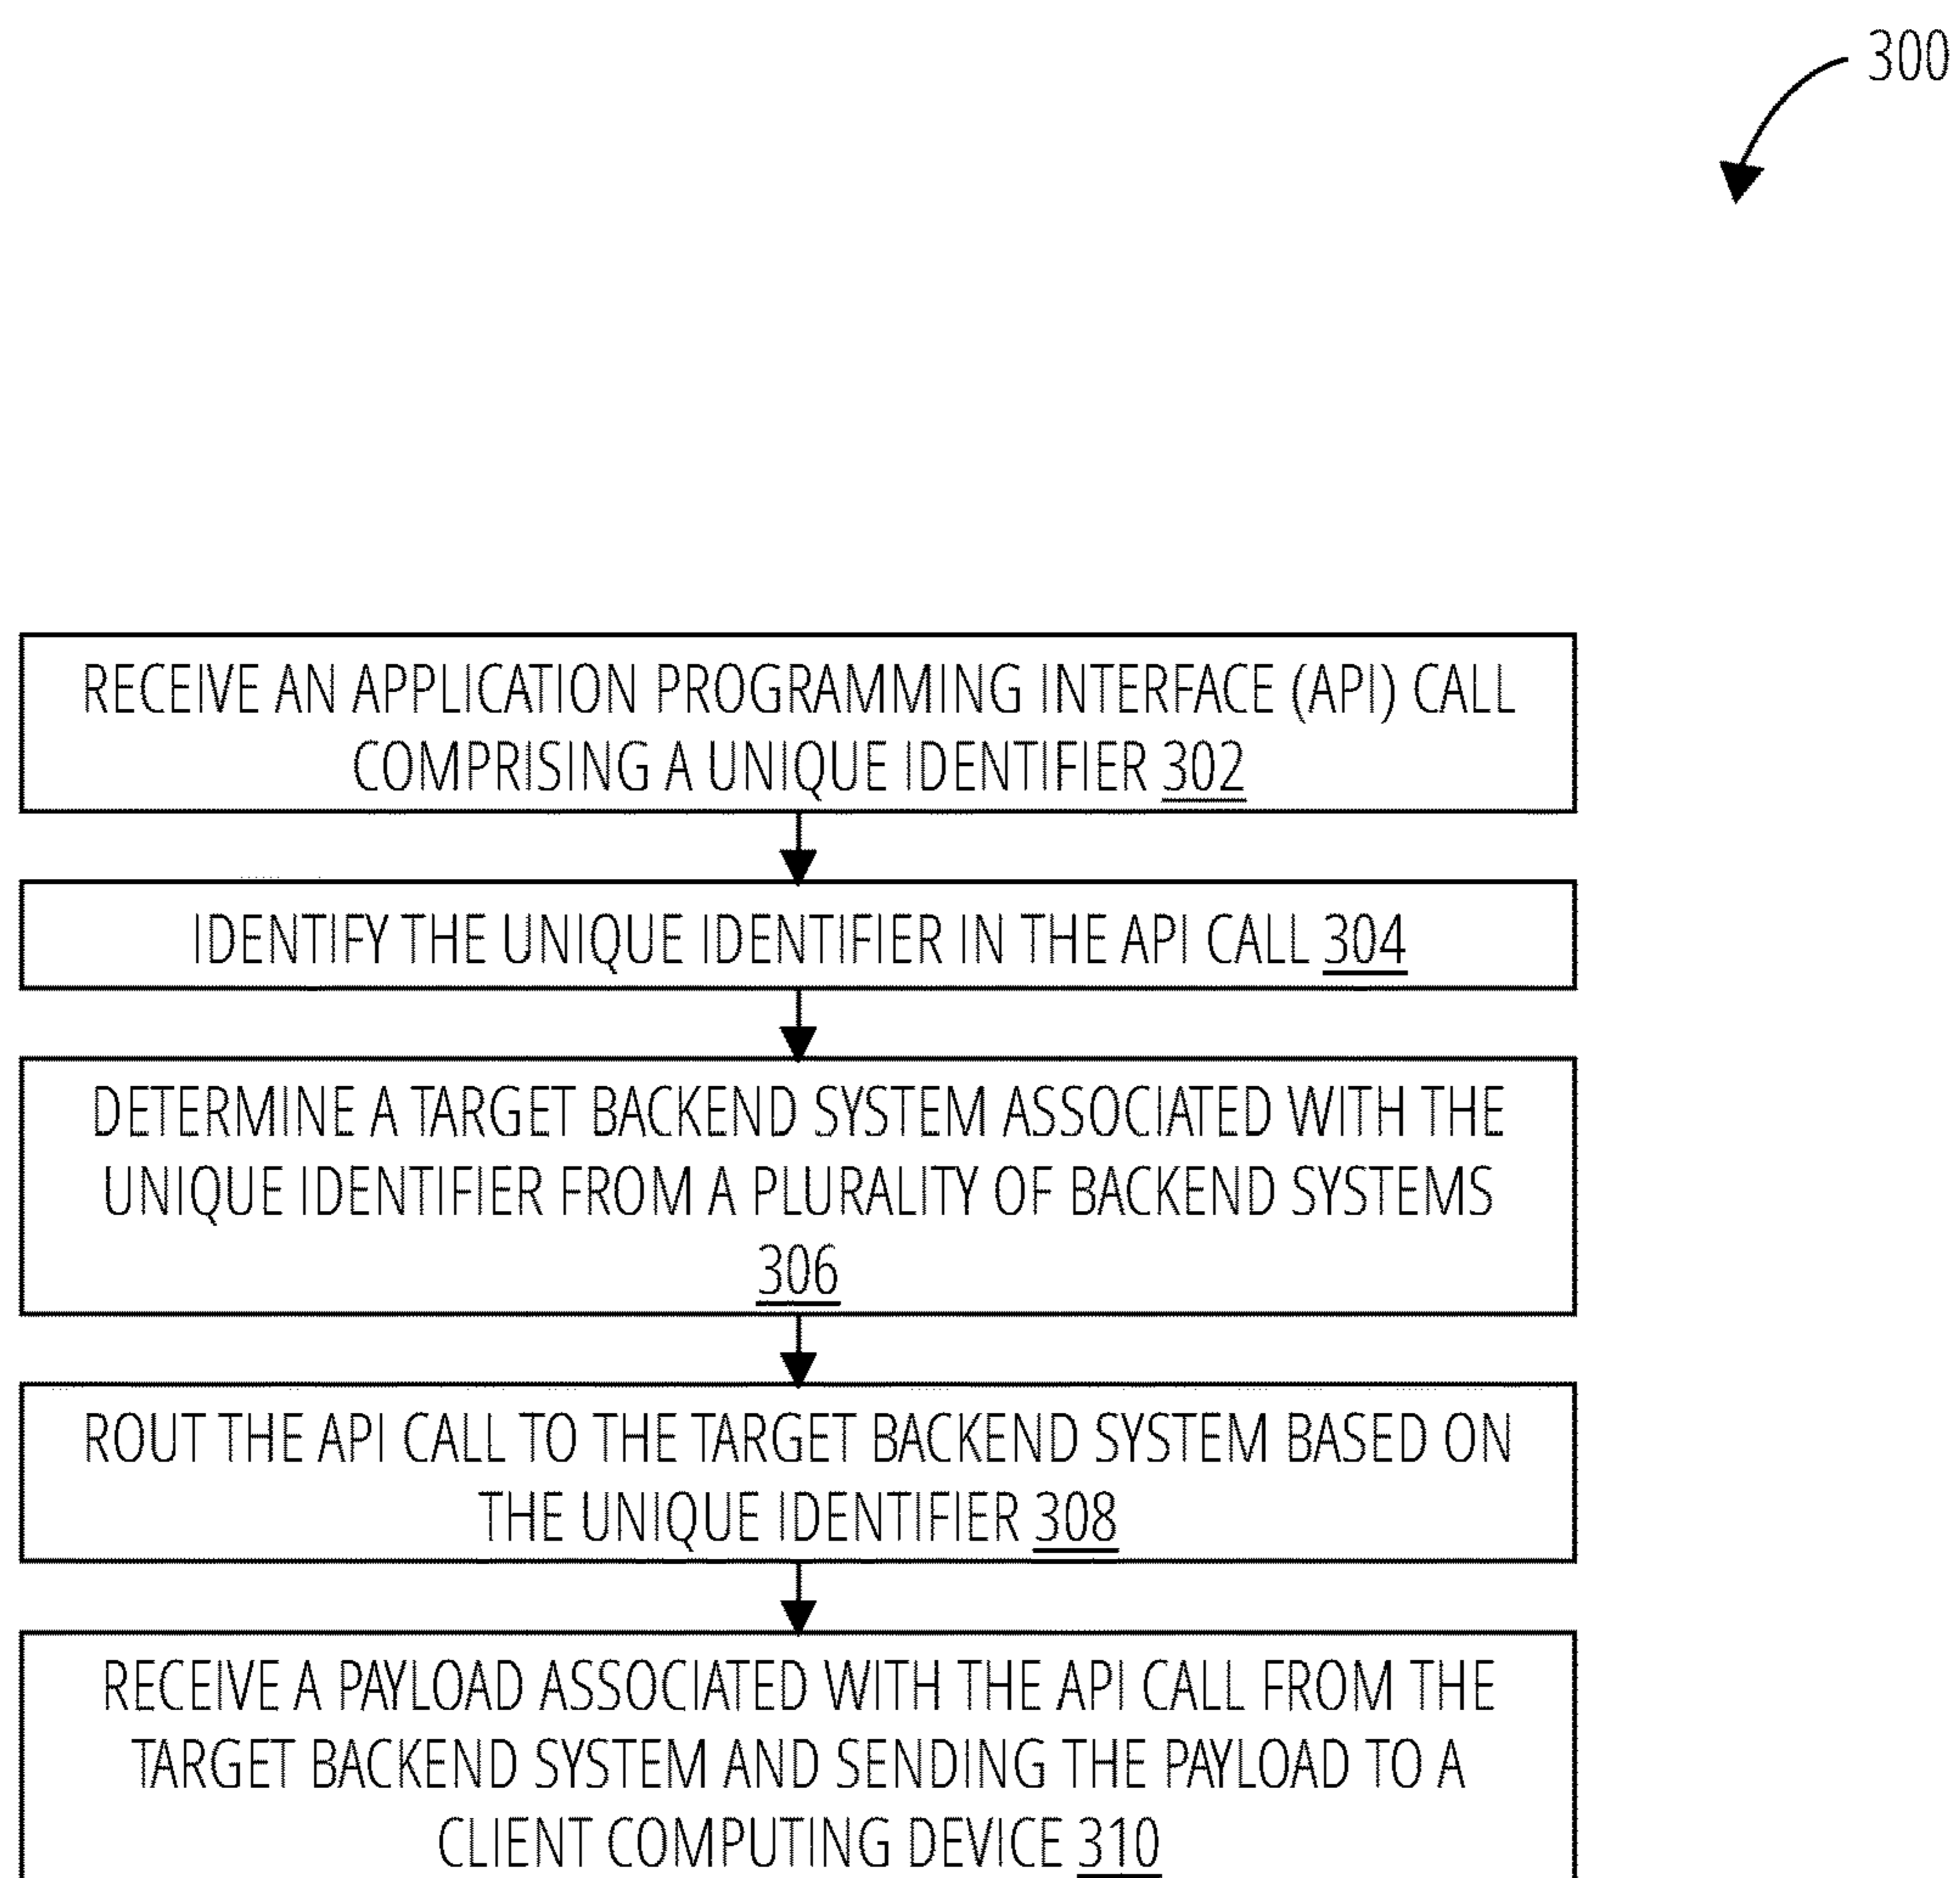 300
RECEIVE AN APPLICATION PROGRAMMING INTERFACE (API) CALL
COMPRISING A UNIQUE IDENTIFIER 302
IDENTIFY THE UNIQUE IDENTIFIER IN THE API CALL 304
DETERMINE A TARGET BACKEND SYSTEM ASSOCIATED WITH THE
UNIQUE IDENTIFIER FROM A PLURALITY OF BACKEND SYSTEMS
306
ROUT THE API CALL TO THE TARGET BACKEND SYSTEM BASED ON
THE UNIQUE IDENTIFIER 308
RECEIVE A PAYLOAD ASSOCIATED WITH THE API CALL FROM THE
TARGET BACKEND SYSTEM AND SENDING THE PAYLOAD TO A
CLIENT COMPUTING DEVICE 310